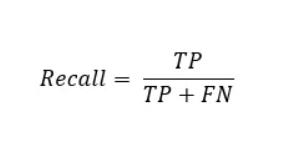 Recall = TP / TP + FN